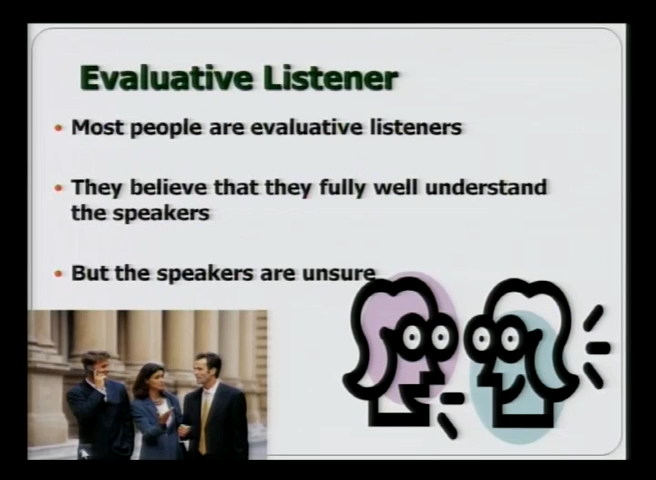 Evaluative Listener
• Most people are evaluative listeners
• They believe that they fully well understand
the speakers
• But the speakers are unsure